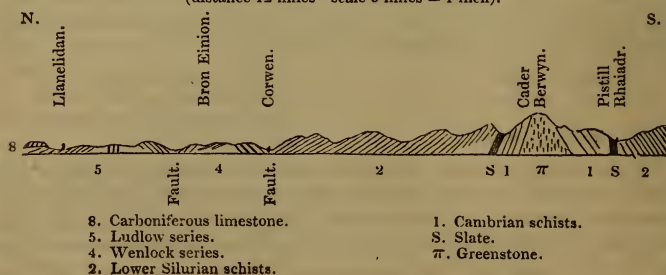 (distance 12 miles—scale 6 miles = 1 inch).
N.
S.
Llanelidan.
Bron Einion.
Corwen.
Cader
Berwyn.
Pistill
Rhaiadr.
8
5
Fault.
4
Fault.
2
S
1
π
1
S
2
8. Carboniferous limestone.
5. Ludlow series.
4. Wenlock series.
2. Lower Silurian schists.
1. Cambrian schists.
S. Slate.
π. Greenstone.